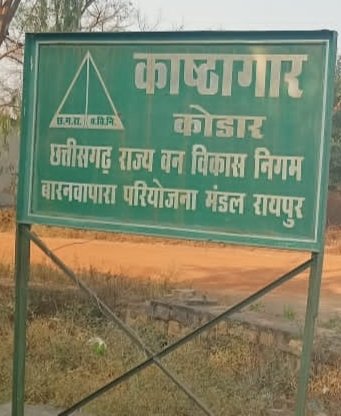 काष्ठागार
कोडार
छ.ग.रा. व.वि.नि.
छत्तीसगढ़ राज्य वन विकास निगम
बारनवापारा परियोजना मंडल रायपुर